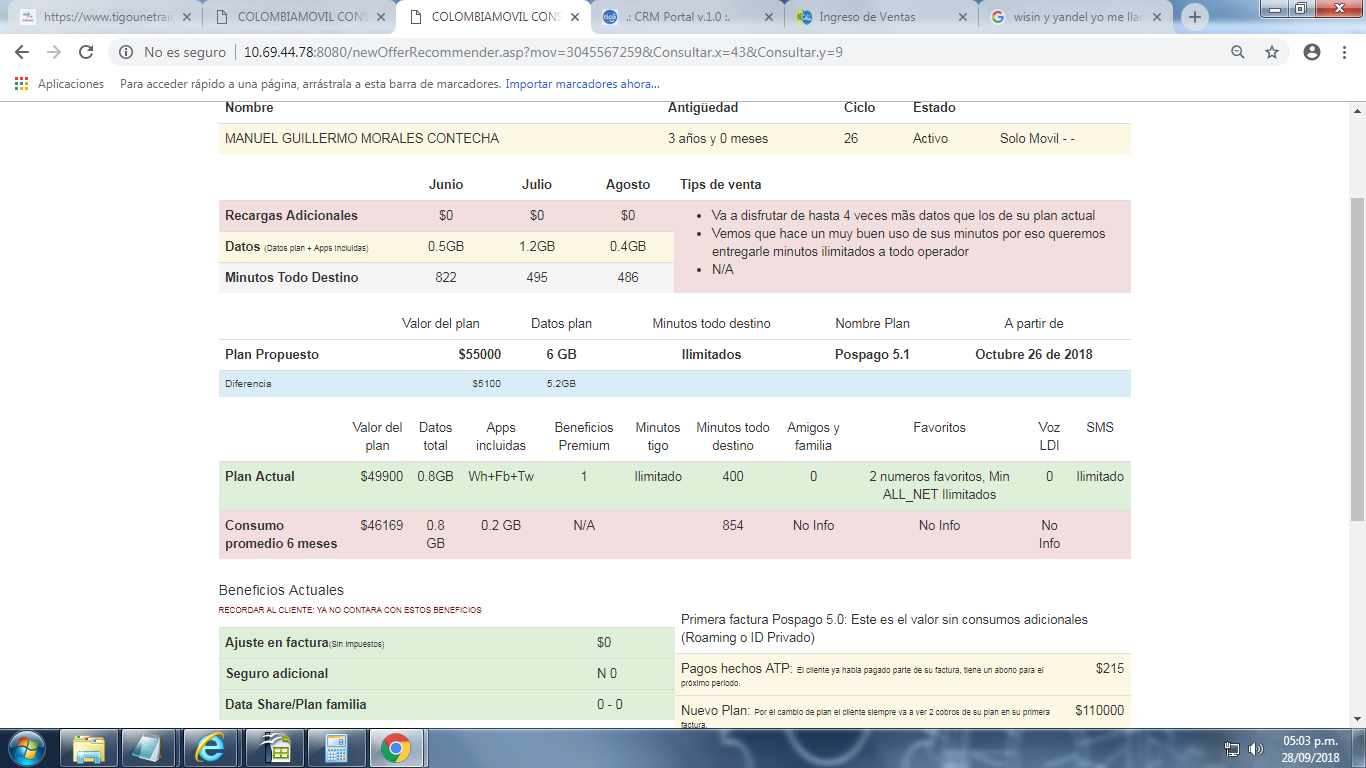 https://www.tigounetrain
COLOMBIAMOVIL CONS
COLOMBIAMOVIL CONS
.: CRM Portal v.1.0 :.
Ingreso de Ventas
wisin y yandel yo me llan
No es seguro
10.69.44.78:8080/newOfferRecommender.asp?mov=3045567259&Consultar.x=43&Consultar.y=9
Aplicaciones
Para acceder rápido a una página, arrástrala a esta barra de marcadores. Importar marcadores ahora...
Nombre Antigüedad Ciclo Estado
MANUEL GUILLERMO MORALES CONTECHA 3 años y 0 meses 26 Activo Solo Movil - -
Junio Julio Agosto Tips de venta
Recargas Adicionales $0 $0 $0
Datos (Datos plan + Apps incluidas) 0.5GB 1.2GB 0.4GB
Minutos Todo Destino 822 495 486
Va a disfrutar de hasta 4 veces mãs datos que los de su plan actual
Vemos que hace un muy buen uso de sus minutos por eso queremos
entregarle minutos ilimitados a todo operador
N/A
Valor del plan Datos plan Minutos todo destino Nombre Plan A partir de
Plan Propuesto $55000 6 GB Ilimitados Pospago 5.1 Octubre 26 de 2018
Diferencia $5100 5.2GB
Valor del plan Datos total Apps incluidas Beneficios Premium Minutos tigo Minutos todo destino Amigos y familia Favoritos Voz LDI SMS
Plan Actual $49900 0.8GB Wh+Fb+Tw 1 Ilimitado 400 0 2 numeros favoritos, Min ALL_NET Ilimitados 0 Ilimitado
Consumo promedio 6 meses $46169 0.8 GB 0.2 GB N/A 854 No Info No Info No Info
Beneficios Actuales
RECORDAR AL CLIENTE: YA NO CONTARA CON ESTOS BENEFICIOS
Ajuste en factura(Sin impuestos) $0
Seguro adicional N 0
Data Share/Plan familia 0 - 0
Primera factura Pospago 5.0: Este es el valor sin consumos adicionales
(Roaming o ID Privado)
Pagos hechos ATP: El cliente ya habla pagado parte de su factura, tiene un abono para el $215
próximo periodo.
Nuevo Plan: Por el cambio de plan el cliente siempre va a ver 2 cobros de su plan en su primera $110000
factura.
05:03 p.m.
28/09/2018